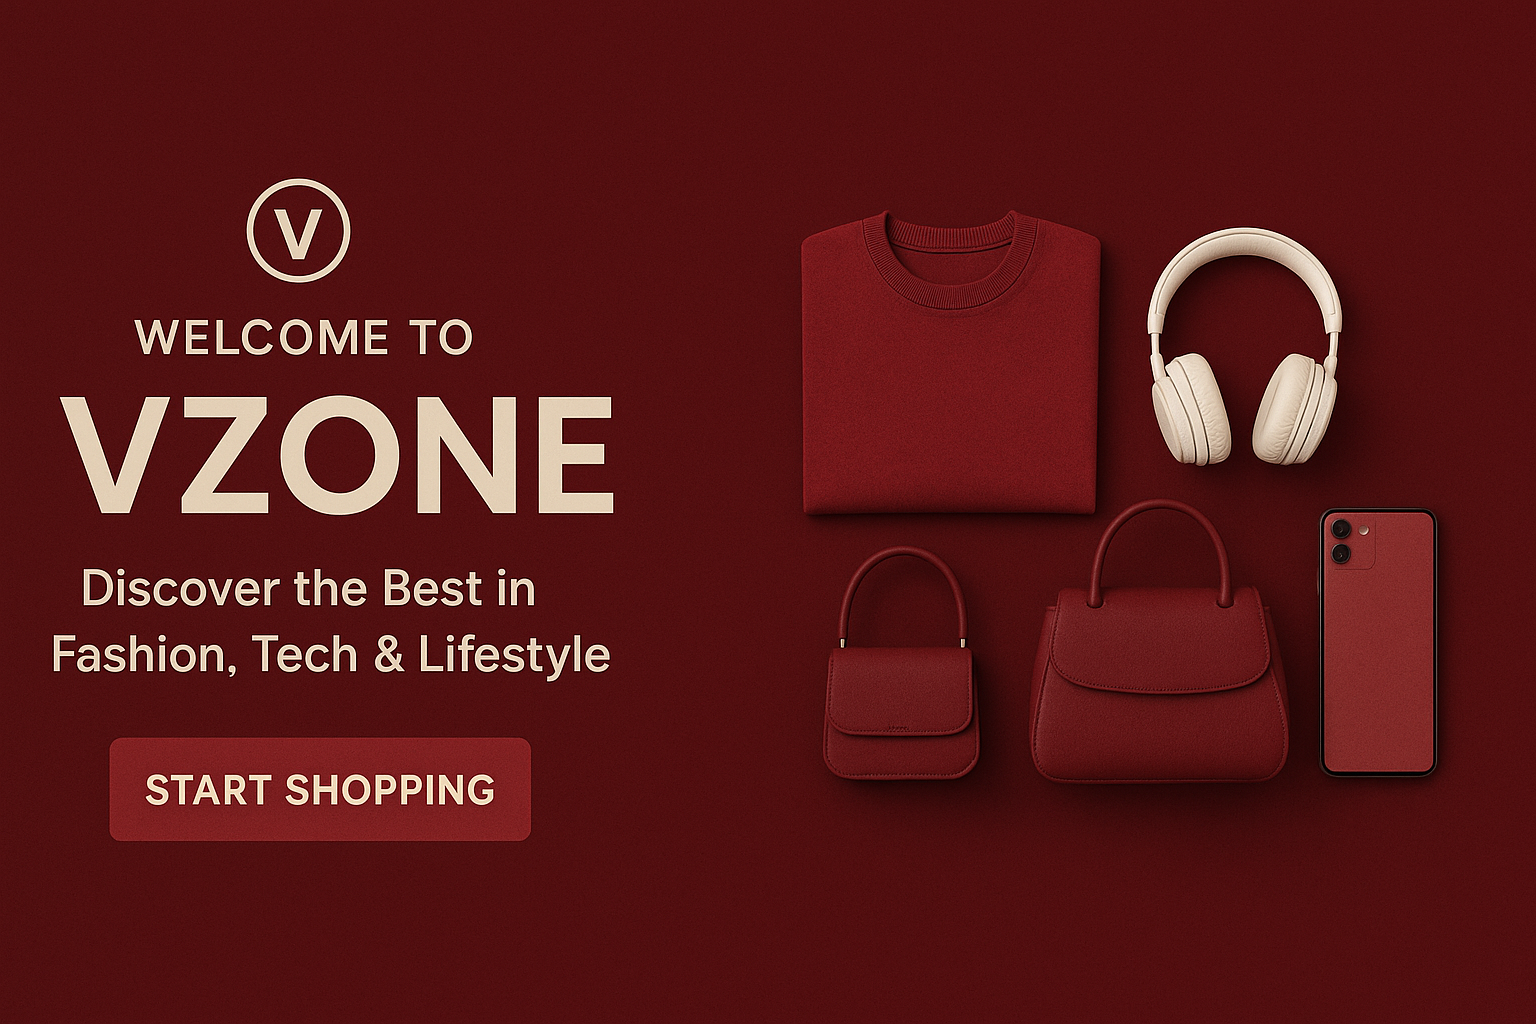 V
WELCOME TO
VZONE
Discover the Best in
Fashion, Tech & Lifestyle
START SHOPPING